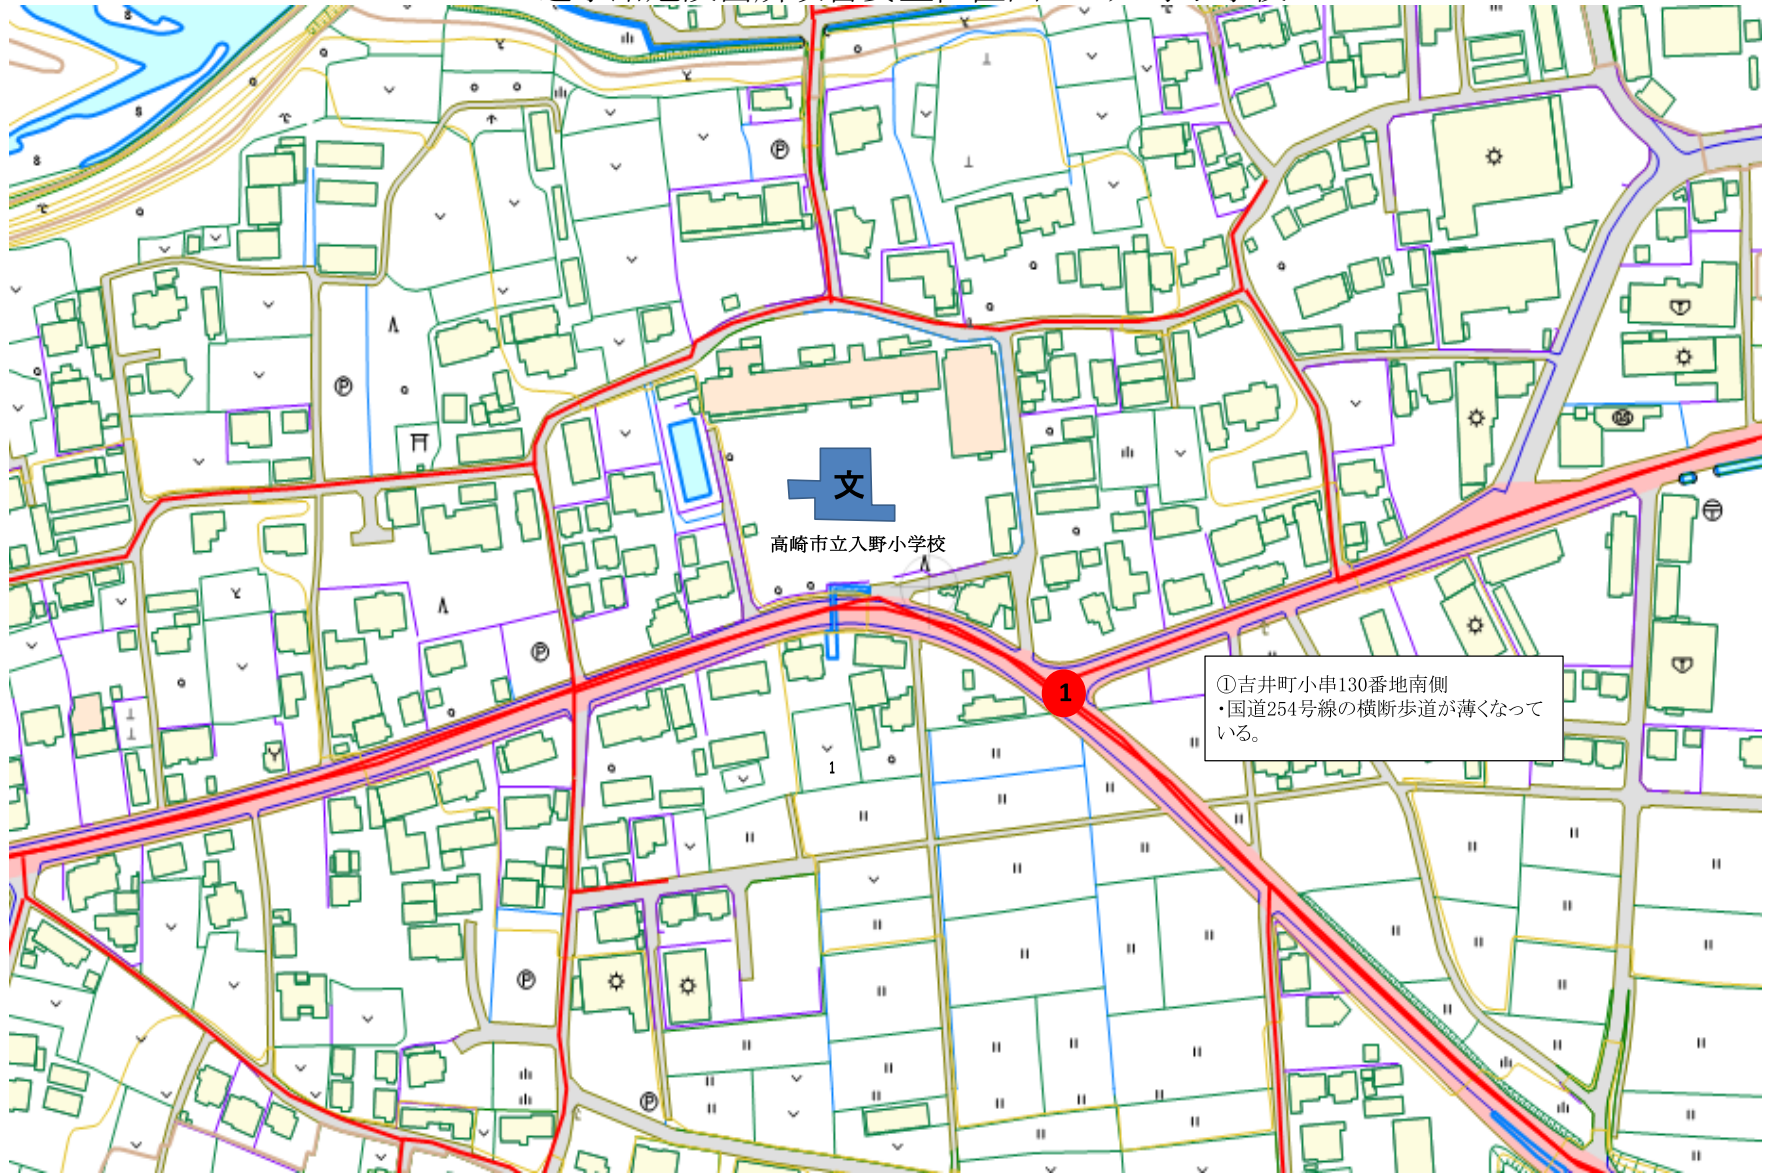 文
高崎市立入野小学校
1
①吉井町小串130番地南側
・国道254号線の横断歩道が薄くなって
いる。
1